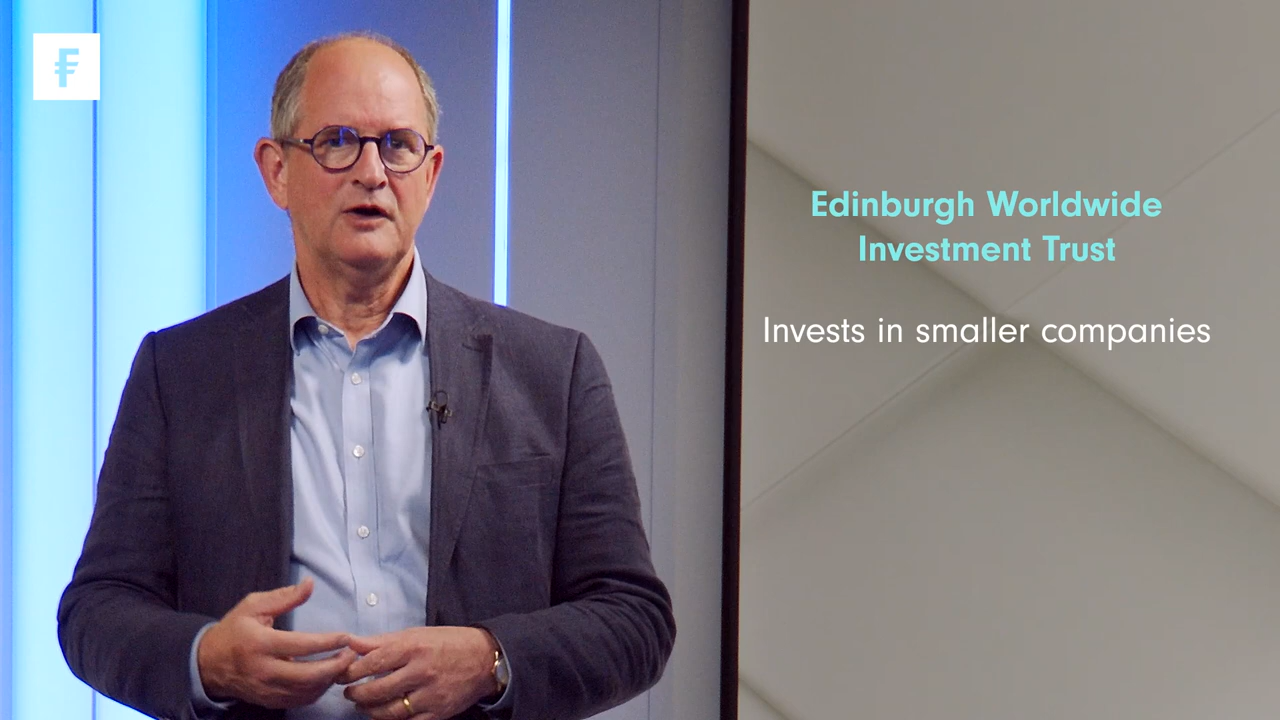 Edinburgh Worldwide
Investment Trust
Invests in smaller companies